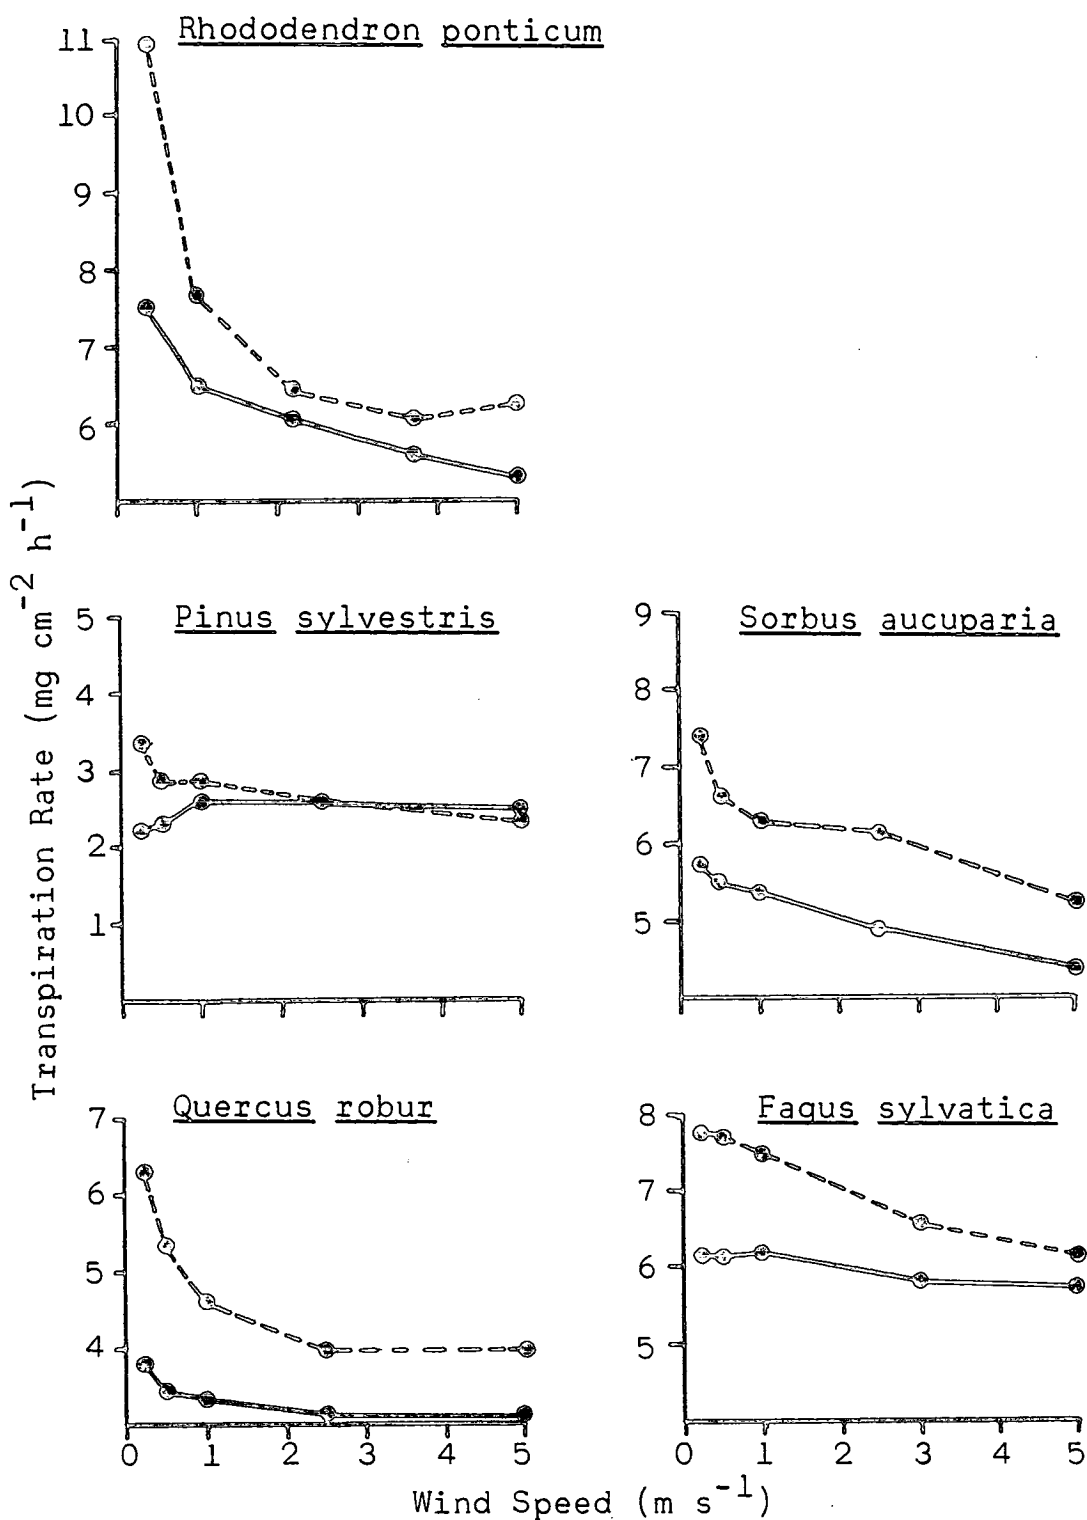 Rhododendron ponticum
11
10
9
8
7
6
Transpiration Rate (mg cm⁻² h⁻¹)
Pinus sylvestris
5
4
3
2
1
Sorbus aucuparia
9
8
7
6
5
Quercus robur
7
6
5
4
0 1 2 3 4 5
Fagus sylvatica
8
7
6
5
0 1 2 3 4 5
Wind Speed (m s⁻¹)